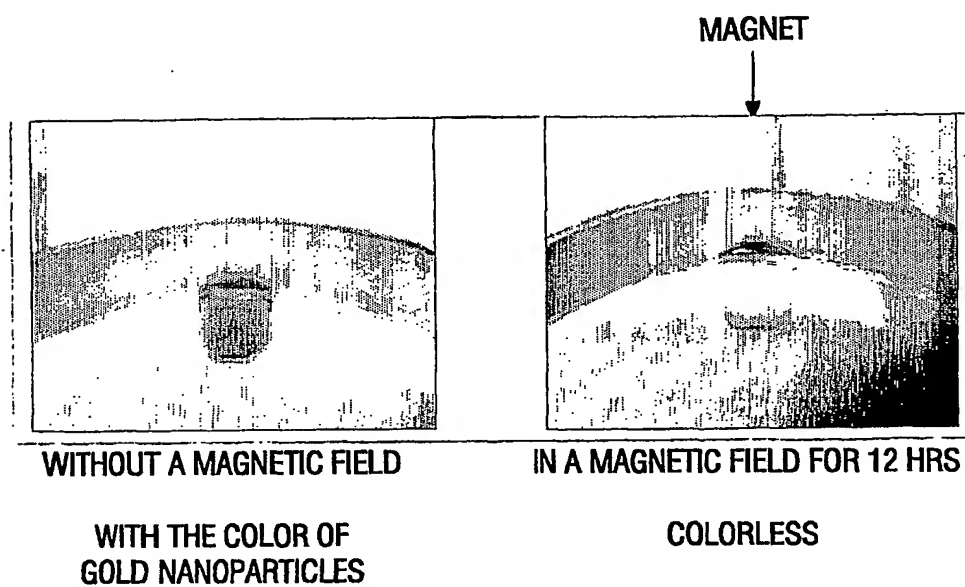 MAGNET
WITHOUT A MAGNETIC FIELD
IN A MAGNETIC FIELD FOR 12 HRS
WITH THE COLOR OF
GOLD NANOPARTICLES
COLORLESS